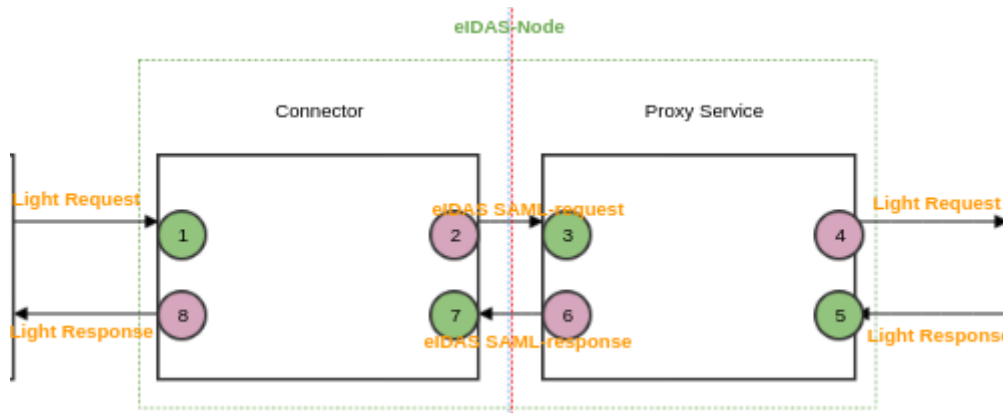 eIDAS-Node
Connector
Proxy Service
Light Request
eIDAS SAML-request
Light Request
1
2
3
4
8
7
6
5
Light Response
eIDAS SAML-response
Light Response